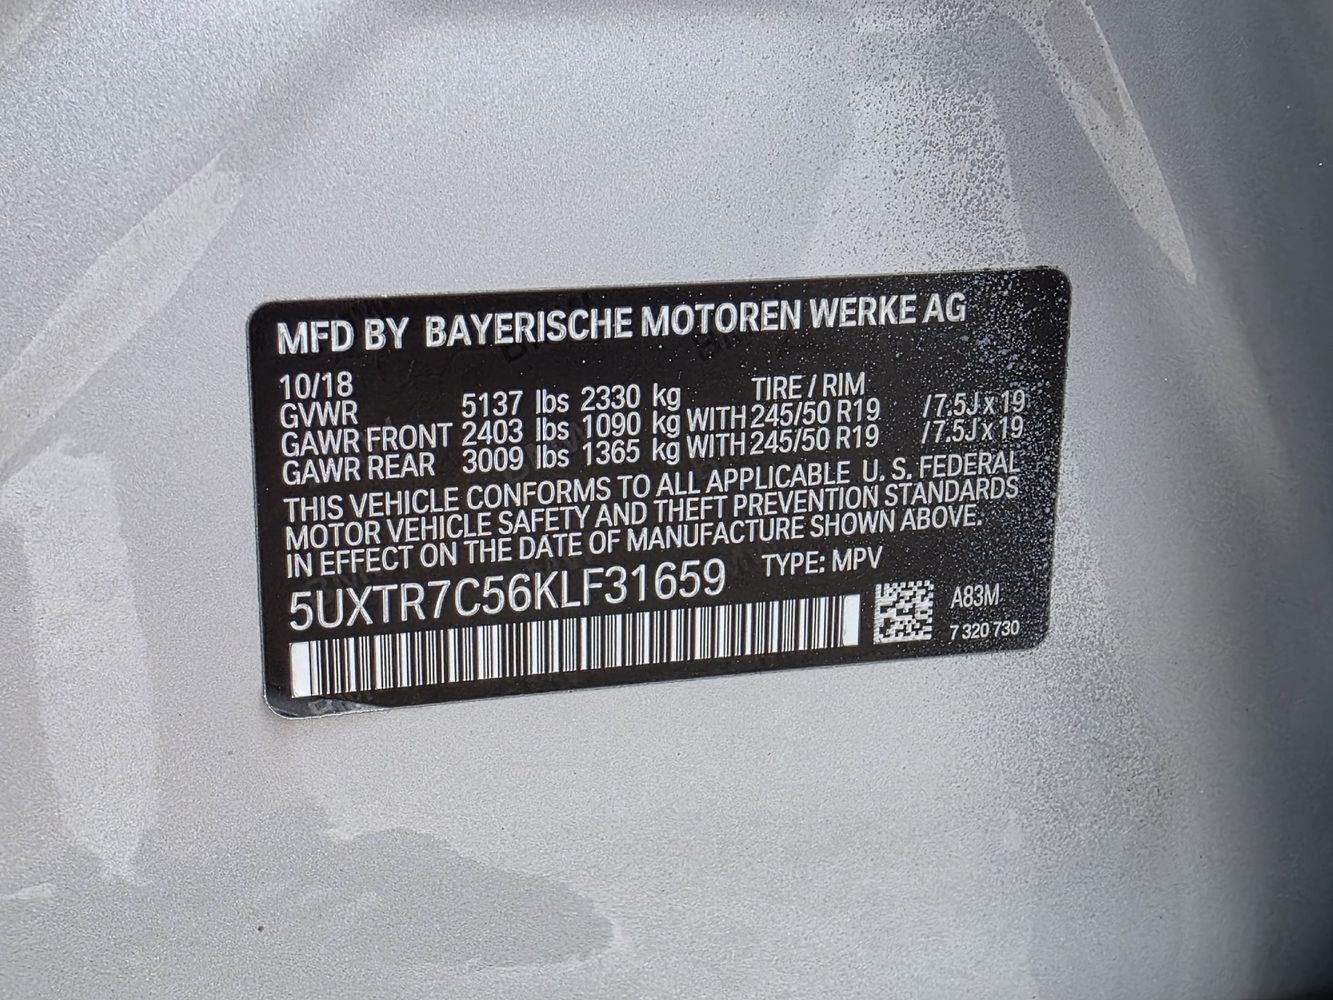 MFD BY BAYERISCHE MOTOREN WERKE AG
10/18
TIRE / RIM
GVWR 5137 lbs 2330 kg
GAWR FRONT 2403 lbs 1090 kg WITH 245/50 R19 /7.5J x 19
GAWR REAR 3009 lbs 1365 kg WITH 245/50 R19 /7.5J x 19
THIS VEHICLE CONFORMS TO ALL APPLICABLE U. S. FEDERAL
MOTOR VEHICLE SAFETY AND THEFT PREVENTION STANDARDS
IN EFFECT ON THE DATE OF MANUFACTURE SHOWN ABOVE.
5UXTR7C56KLF31659 TYPE: MPV
A83M
7 320 730